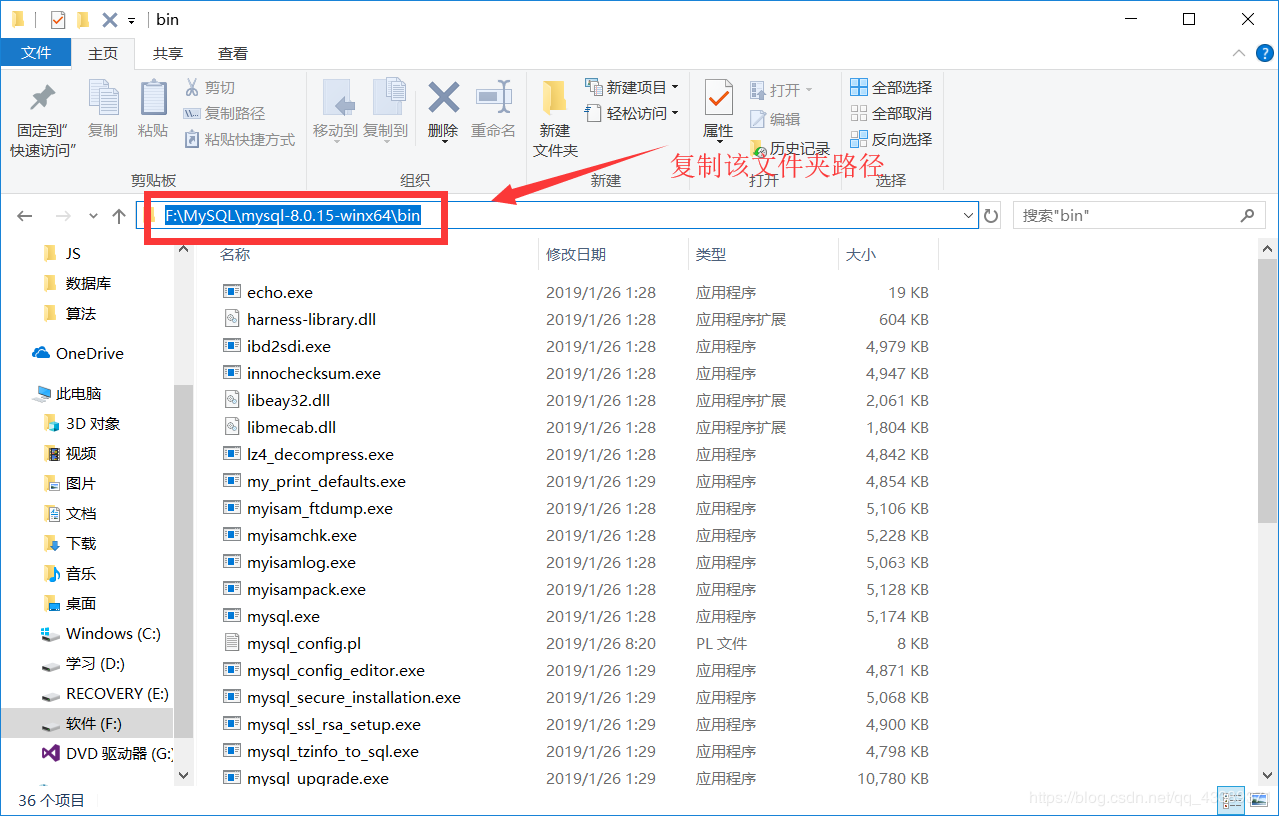 bin
文件 主页 共享 查看
固定到"快速访问"
复制
粘贴
剪切
复制路径
粘贴快捷方式
剪贴板
移动到
复制到
删除
重命名
组织
新建
文件夹
新建项目
轻松访问
新建
属性
打开
编辑
历史记录
打开
全部选择
全部取消
反向选择
选择
复制该文件夹路径
F:\MySQL\mysql-8.0.15-winx64\bin
搜索"bin"
JS
数据库
算法
OneDrive
此电脑
3D 对象
视频
图片
文档
下载
音乐
桌面
Windows (C:)
学习 (D:)
RECOVERY (E:)
软件 (F:)
DVD 驱动器 (G:)
名称 修改日期 类型 大小
echo.exe 2019/1/26 1:28 应用程序 19 KB
harness-library.dll 2019/1/26 1:28 应用程序扩展 604 KB
ibd2sdi.exe 2019/1/26 1:28 应用程序 4,979 KB
innochecksum.exe 2019/1/26 1:28 应用程序 4,947 KB
libeay32.dll 2019/1/26 1:28 应用程序扩展 2,061 KB
libmecab.dll 2019/1/26 1:28 应用程序扩展 1,804 KB
lz4_decompress.exe 2019/1/26 1:28 应用程序 4,842 KB
my_print_defaults.exe 2019/1/26 1:28 应用程序 4,854 KB
myisam_ftdump.exe 2019/1/26 1:28 应用程序 5,106 KB
myisamchk.exe 2019/1/26 1:28 应用程序 5,228 KB
myisamlog.exe 2019/1/26 1:28 应用程序 5,063 KB
myisampack.exe 2019/1/26 1:28 应用程序 5,128 KB
mysql.exe 2019/1/26 1:28 应用程序 5,174 KB
mysql_config.pl 2019/1/26 8:20 PL 文件 8 KB
mysql_config_editor.exe 2019/1/26 1:29 应用程序 4,871 KB
mysql_secure_installation.exe 2019/1/26 1:29 应用程序 5,068 KB
mysql_ssl_rsa_setup.exe 2019/1/26 1:29 应用程序 4,900 KB
mysql_tzinfo_to_sql.exe 2019/1/26 1:29 应用程序 4,798 KB
mysql_upgrade.exe 2019/1/26 1:29 应用程序 10,780 KB
36 个项目